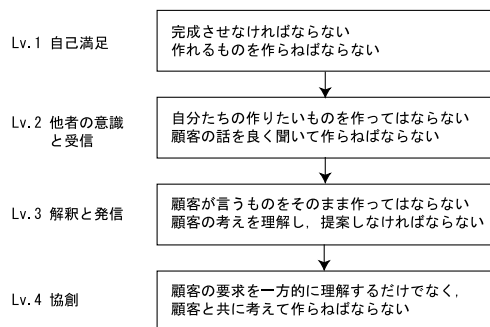 Lv.1 自己満足
完成させなければならない
作れるものを作らねばならない
Lv.2 他者の意識
と受信
自分たちの作りたいものを作ってはならない
顧客の話を良く聞いて作らねばならない
Lv.3 解釈と発信
顧客が言うものをそのまま作ってはならない
顧客の考えを理解し，提案しなければならない
Lv.4 協創
顧客の要求を一方的に理解するだけでなく，
顧客と共に考えて作らねばならない